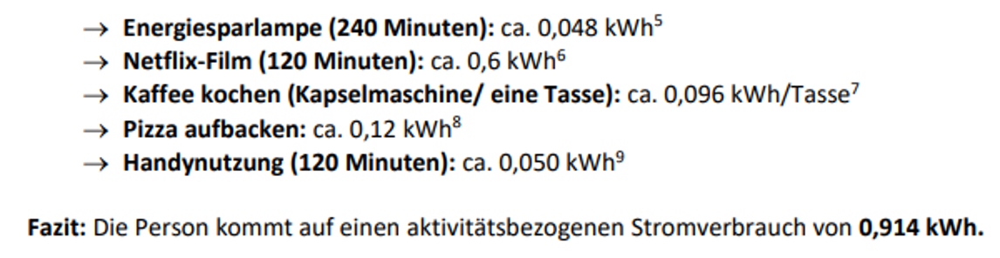 → Energiesparlampe (240 Minuten): ca. 0,048 kWh⁵
→ Netflix-Film (120 Minuten): ca. 0,6 kWh⁶
→ Kaffee kochen (Kapselmaschine/ eine Tasse): ca. 0,096 kWh/Tasse⁷
→ Pizza aufbacken: ca. 0,12 kWh⁸
→ Handynutzung (120 Minuten): ca. 0,050 kWh⁹
Fazit: Die Person kommt auf einen aktivitätsbezogenen Stromverbrauch von 0,914 kWh.